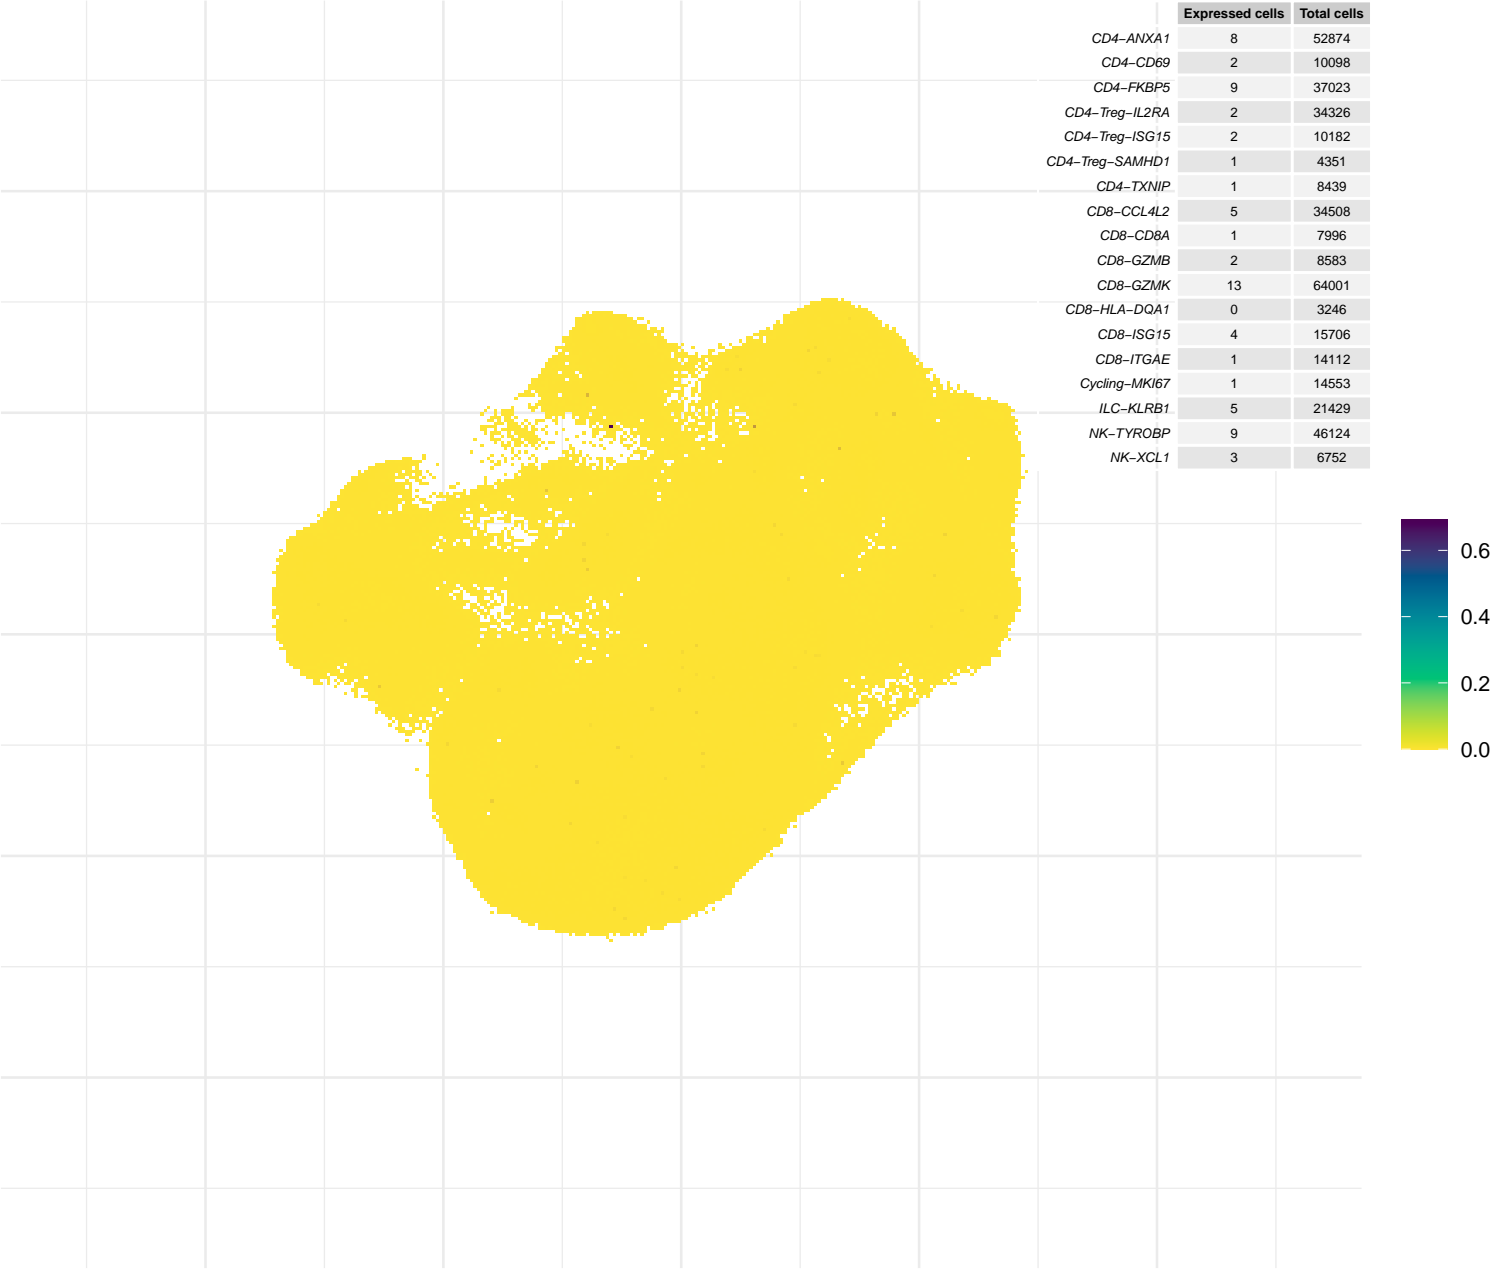 Expressed cells Total cells
CD4−ANXA1 8 52874
CD4−CD69 2 10098
CD4−FKBP5 9 37023
CD4−Treg−IL2RA 2 34326
CD4−Treg−ISG15 2 10182
CD4−Treg−SAMHD1 1 4351
CD4−TXNIP 1 8439
CD8−CCL4L2 5 34508
CD8−CD8A 1 7996
CD8−GZMB 2 8583
CD8−GZMK 13 64001
CD8−HLA−DQA1 0 3246
CD8−ISG15 4 15706
CD8−ITGAE 1 14112
Cycling−MKI67 1 14553
ILC−KLRB1 5 21429
NK−TYROBP 9 46124
NK−XCL1 3 6752
0.6
0.4
0.2
0.0